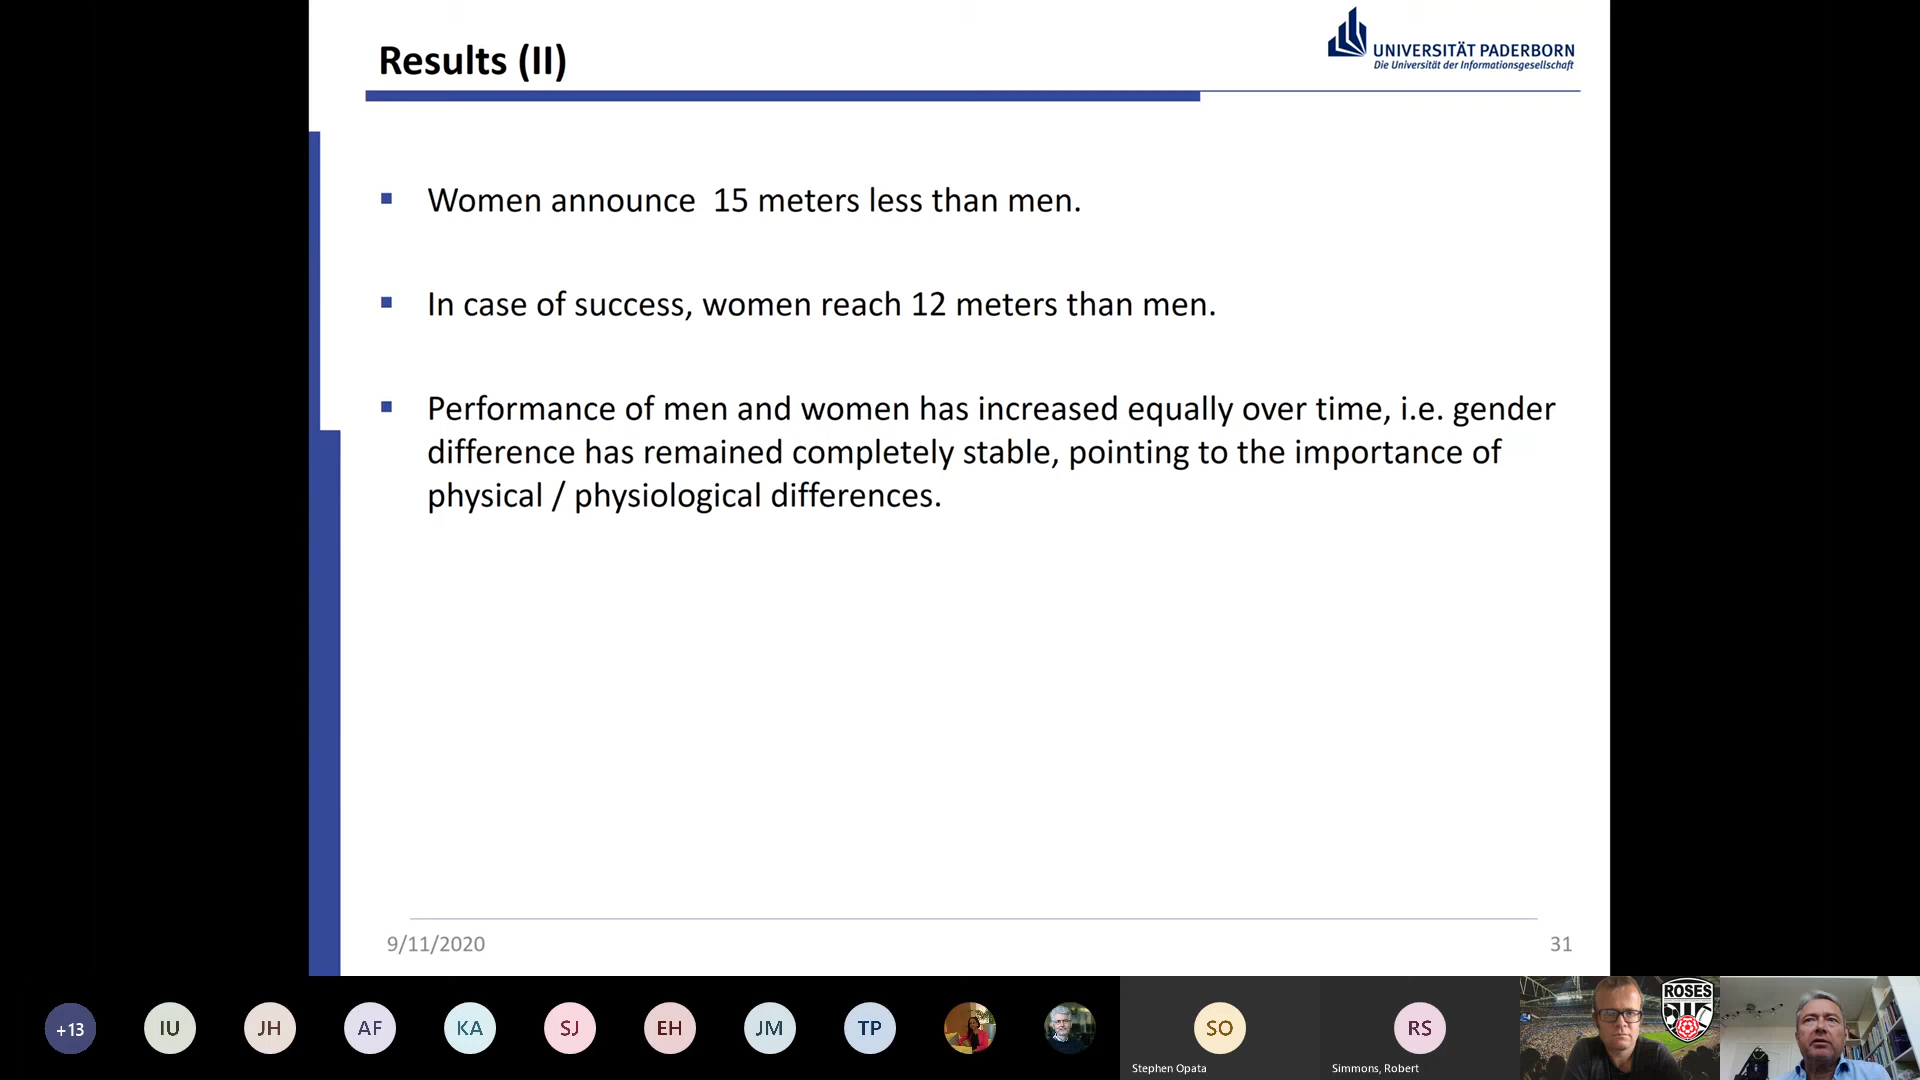 Results (II)
UNIVERSITÄT PADERBORN
Die Universität der Informationsgesellschaft
Women announce  15 meters less than men.
In case of success, women reach 12 meters than men.
Performance of men and women has increased equally over time, i.e. gender
difference has remained completely stable, pointing to the importance of
physical / physiological differences.
9/11/2020
31
+13
IU
JH
AF
KA
SJ
EH
JM
TP
SO
Stephen Opata
RS
Simmons, Robert
ROSES